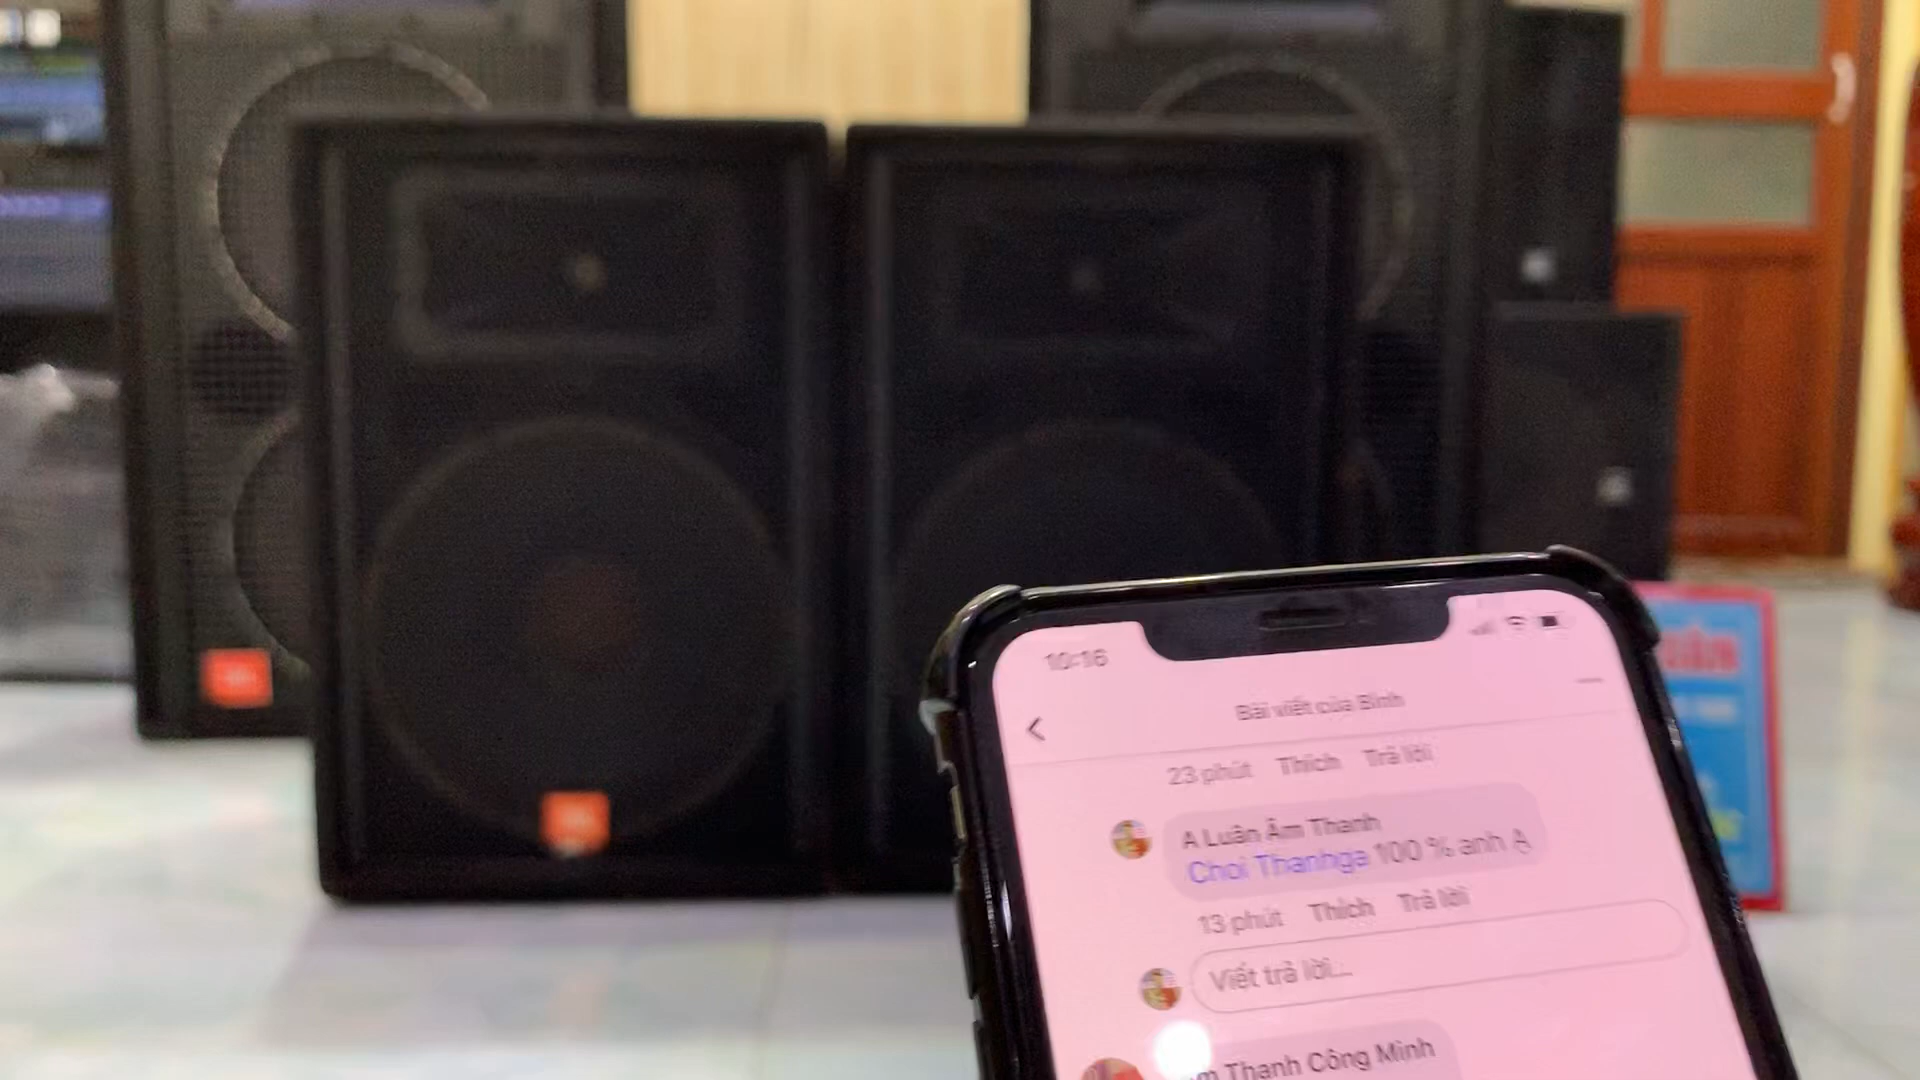 10:16
Bài viết của Bình
23 phút Thích Trả lời
A Luân Âm Thanh
Choi Thanhga 100 % anh Ạ
13 phút Thích Trả lời
Viết trả lời...
Thanh Công Minh